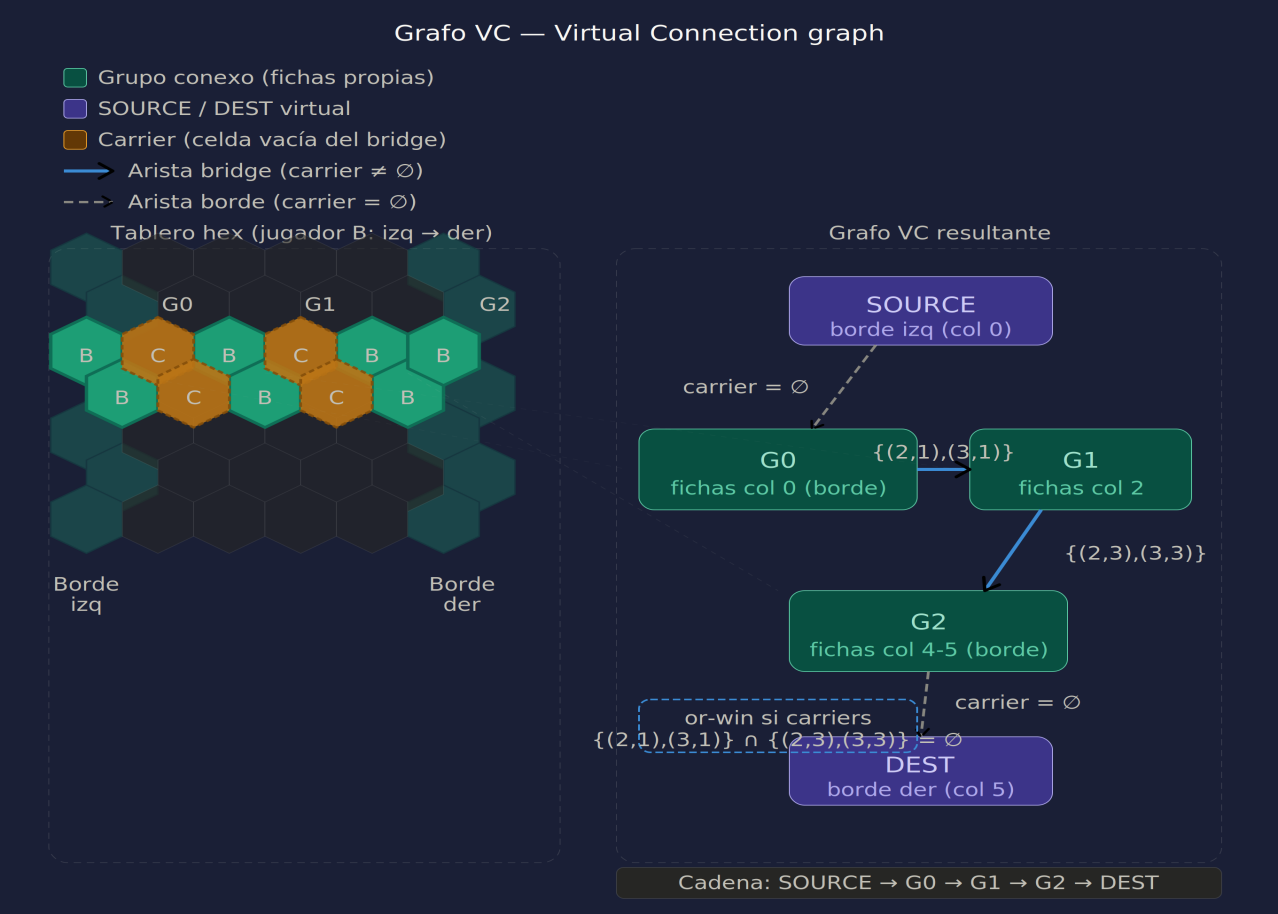 Grafo VC — Virtual Connection graph
Grupo conexo (fichas propias)
SOURCE / DEST virtual
Carrier (celda vacía del bridge)
Arista bridge (carrier ≠ ∅)
Arista borde (carrier = ∅)
Tablero hex (jugador B: izq → der)
G0 G1 G2
B C B C B B
B C B C B
Borde
izq
Borde
der
Grafo VC resultante
SOURCE
borde izq (col 0)
carrier = ∅
G0
fichas col 0 (borde)
{(2,1),(3,1)}
G1
fichas col 2
{(2,3),(3,3)}
G2
fichas col 4-5 (borde)
carrier = ∅
or-win si carriers
{(2,1),(3,1)} ∩ {(2,3),(3,3)} = ∅
DEST
borde der (col 5)
Cadena: SOURCE → G0 → G1 → G2 → DEST